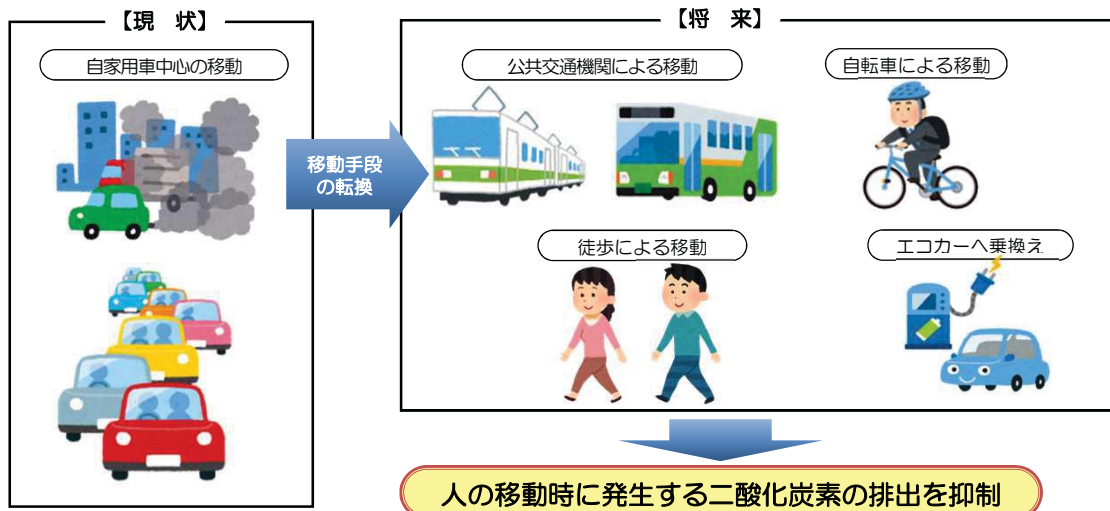 【現　状】
自家用車中心の移動
移動手段
の転換
【将　来】
公共交通機関による移動
自転車による移動
徒歩による移動
エコカーへ乗換え
人の移動時に発生する二酸化炭素の排出を抑制